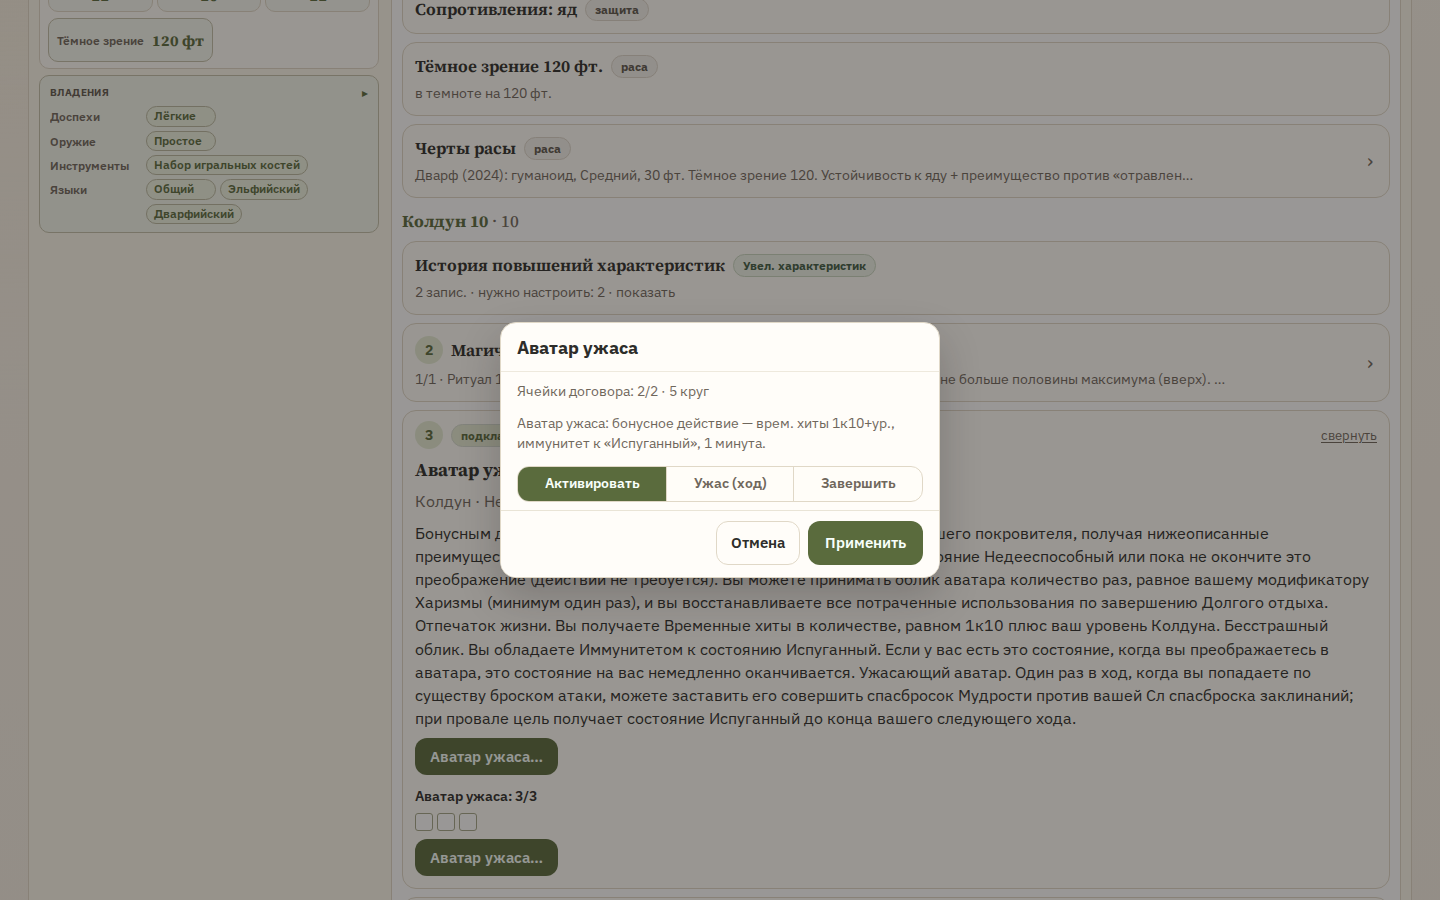 Тёмное зрение 120 фт
ВЛАДЕНИЯ
Доспехи Лёгкие
Оружие Простое
Инструменты Набор игральных костей
Языки Общий Эльфийский
Дварфийский
Сопротивления: яд защита
Тёмное зрение 120 фт. раса
в темноте на 120 фт.
Черты расы раса
Дварф (2024): гуманоид, Средний, 30 фт. Тёмное зрение 120. Устойчивость к яду + преимущество против «отравлен…
Колдун 10 · 10
История повышений характеристик Увел. характеристик
2 запис. · нужно настроить: 2 · показать
2
1/1 · Ритуал не больше половины максимума (вверх). …
3 свернуть
Аватар
Колдун ·
Бонусным получая нижеописанные
Недееспособный или пока не окончите это
преображение (действий не требуется). Вы можете принимать облик аватара количество раз, равное вашему модификатору
Харизмы (минимум один раз), и вы восстанавливаете все потраченные использования по завершению Долгого отдыха.
Отпечаток жизни. Вы получаете Временные хиты в количестве, равном 1к10 плюс ваш уровень Колдуна. Бесстрашный
облик. Вы обладаете Иммунитетом к состоянию Испуганный. Если у вас есть это состояние, когда вы преображаетесь в
аватара, это состояние на вас немедленно оканчивается. Ужасающий аватар. Один раз в ход, когда вы попадаете по
существу броском атаки, можете заставить его совершить спасбросок Мудрости против вашей Сл спасброска заклинаний;
при провале цель получает состояние Испуганный до конца вашего следующего хода.
Аватар ужаса…
Аватар ужаса: 3/3
Аватар ужаса…
Аватар ужаса
Ячейки договора: 2/2 · 5 круг
Аватар ужаса: бонусное действие — врем. хиты 1к10+ур.,
иммунитет к «Испуганный», 1 минута.
Активировать Ужас (ход) Завершить
Отмена Применить